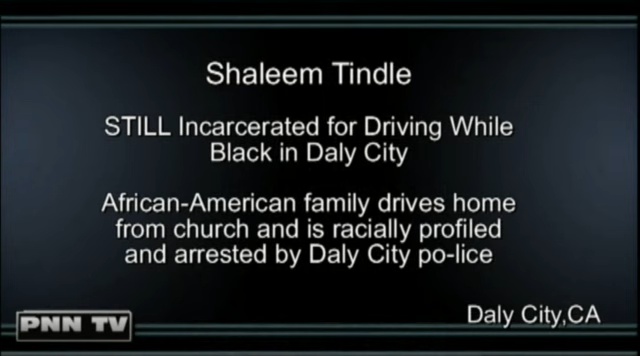 Shaleem Tindle
STILL Incarcerated for Driving While
Black in Daly City
African-American family drives home
from church and is racially profiled
and arrested by Daly City po-lice
Daly City,CA
PNN TV